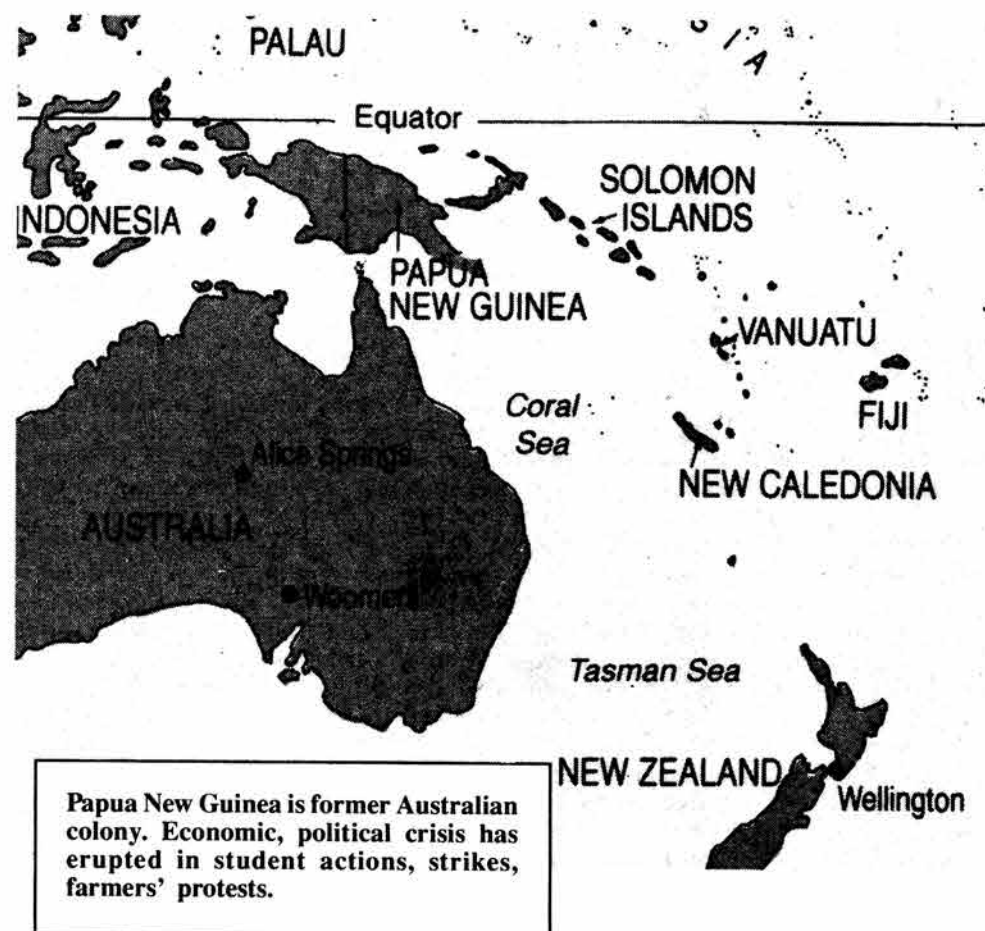 PALAU
S I A
Equator
SOLOMON
ISLANDS
INDONESIA
PAPUA
NEW GUINEA
VANUATU
FIJI
Coral
Sea
NEW CALEDONIA
Alice Springs
AUSTRALIA
Woomera
Tasman Sea
NEW ZEALAND
Wellington
Papua New Guinea is former Australian
colony. Economic, political crisis has
erupted in student actions, strikes,
farmers' protests.